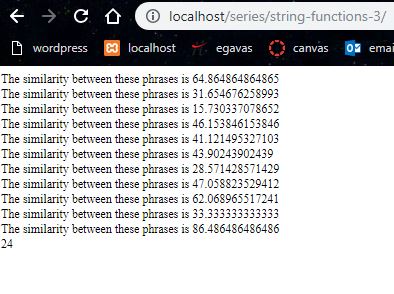 localhost/series/string-functions-3/
wordpress localhost egavas canvas emai
The similarity between these phrases is 64.864864864865
The similarity between these phrases is 31.654676258993
The similarity between these phrases is 15.730337078652
The similarity between these phrases is 46.153846153846
The similarity between these phrases is 41.121495327103
The similarity between these phrases is 43.90243902439
The similarity between these phrases is 28.571428571429
The similarity between these phrases is 47.058823529412
The similarity between these phrases is 62.068965517241
The similarity between these phrases is 33.333333333333
The similarity between these phrases is 86.486486486486
24